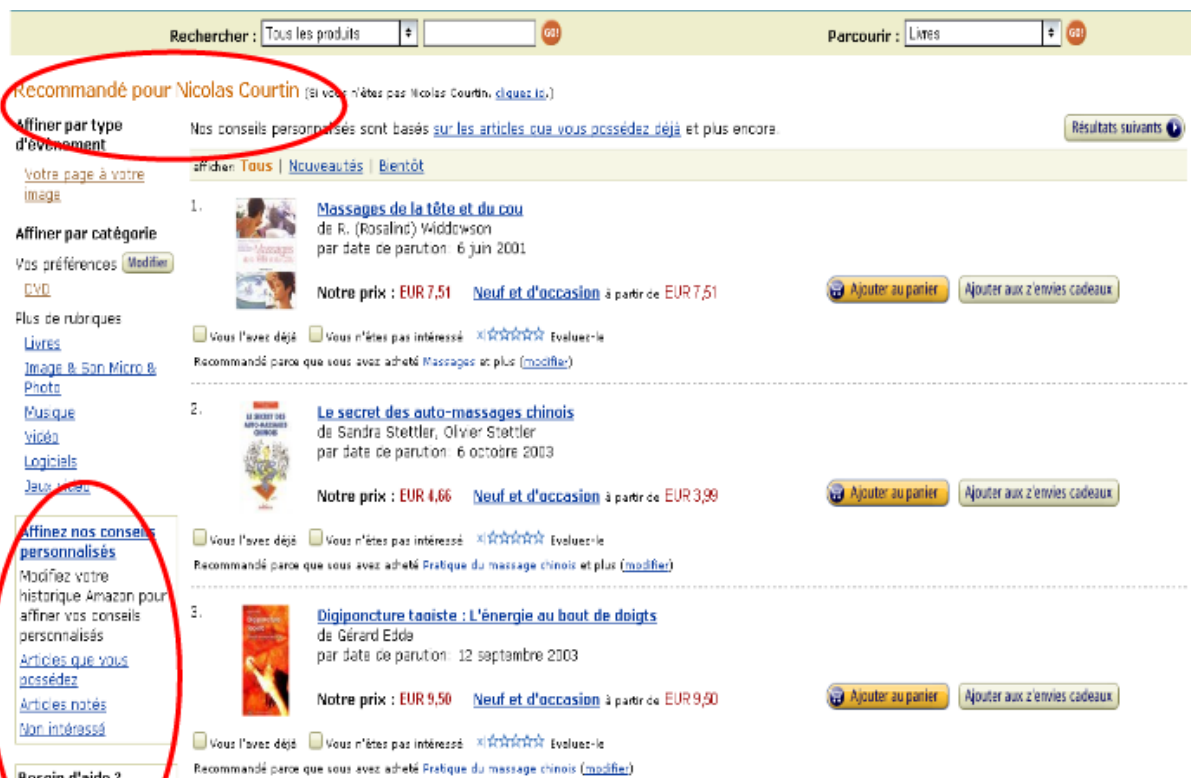 Rechercher : Tous les produits GO! Parcourir : Livres GO!
Recommandé pour Nicolas Courtin (Si vous n'êtes pas Nicolas Courtin, cliquez ici.)
Affiner par type
d'événement
Votre page à votre
image
Affiner par catégorie
Vos préférences Modifier
DVD
Plus de rubriques
Livres
Image & Son Micro &
Photo
Musique
Vidéo
Logiciels
Jeux vidéo
Affinez nos conseils
personnalisés
Modifiez votre
historique Amazon pour
affiner vos conseils
personnalisés
Articles que vous
possédez
Articles notés
Non intéressé
Besoin d'aide ?
Nos conseils personnalisés sont basés sur les articles que vous possédez déjà et plus encore. Résultats suivants
afficher: Tous | Nouveautés | Bientôt
1. Massages de la tête et du cou
de R. (Rosalind) Widdowson
par date de parution: 6 juin 2001
Notre prix : EUR 7,51 Neuf et d'occasion à partir de EUR 7,51 Ajouter au panier Ajouter aux z'envies cadeaux
Vous l'avez déjà Vous n'êtes pas intéressé x| Evaluez-le
Recommandé parce que vous avez acheté Massages et plus (modifier)
2. Le secret des auto-massages chinois
de Sandra Stettler, Olivier Stettler
par date de parution: 6 octobre 2003
Notre prix : EUR 4,66 Neuf et d'occasion à partir de EUR 3,99 Ajouter au panier Ajouter aux z'envies cadeaux
Vous l'avez déjà Vous n'êtes pas intéressé x| Evaluez-le
Recommandé parce que vous avez acheté Pratique du massage chinois et plus (modifier)
3. Digiponcture taoiste : L'énergie au bout de doigts
de Gérard Edde
par date de parution: 12 septembre 2003
Notre prix : EUR 9,50 Neuf et d'occasion à partir de EUR 9,50 Ajouter au panier Ajouter aux z'envies cadeaux
Vous l'avez déjà Vous n'êtes pas intéressé x| Evaluez-le
Recommandé parce que vous avez acheté Pratique du massage chinois (modifier)